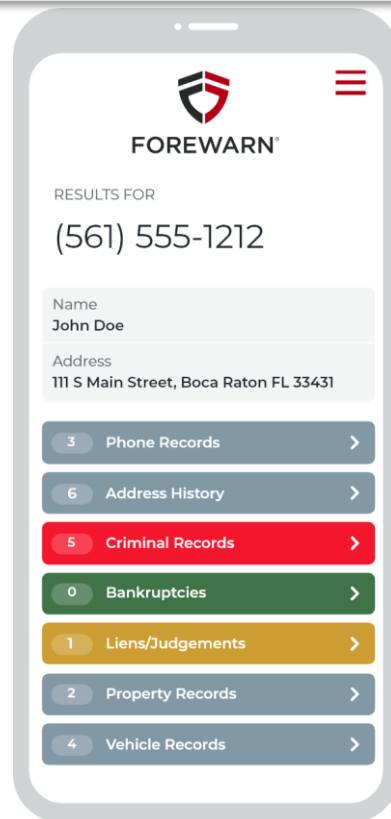 FOREWARN®
RESULTS FOR
(561) 555-1212
Name
John Doe
Address
111 S Main Street, Boca Raton FL 33431
3 Phone Records
6 Address History
5 Criminal Records
0 Bankruptcies
1 Liens/Judgements
2 Property Records
4 Vehicle Records